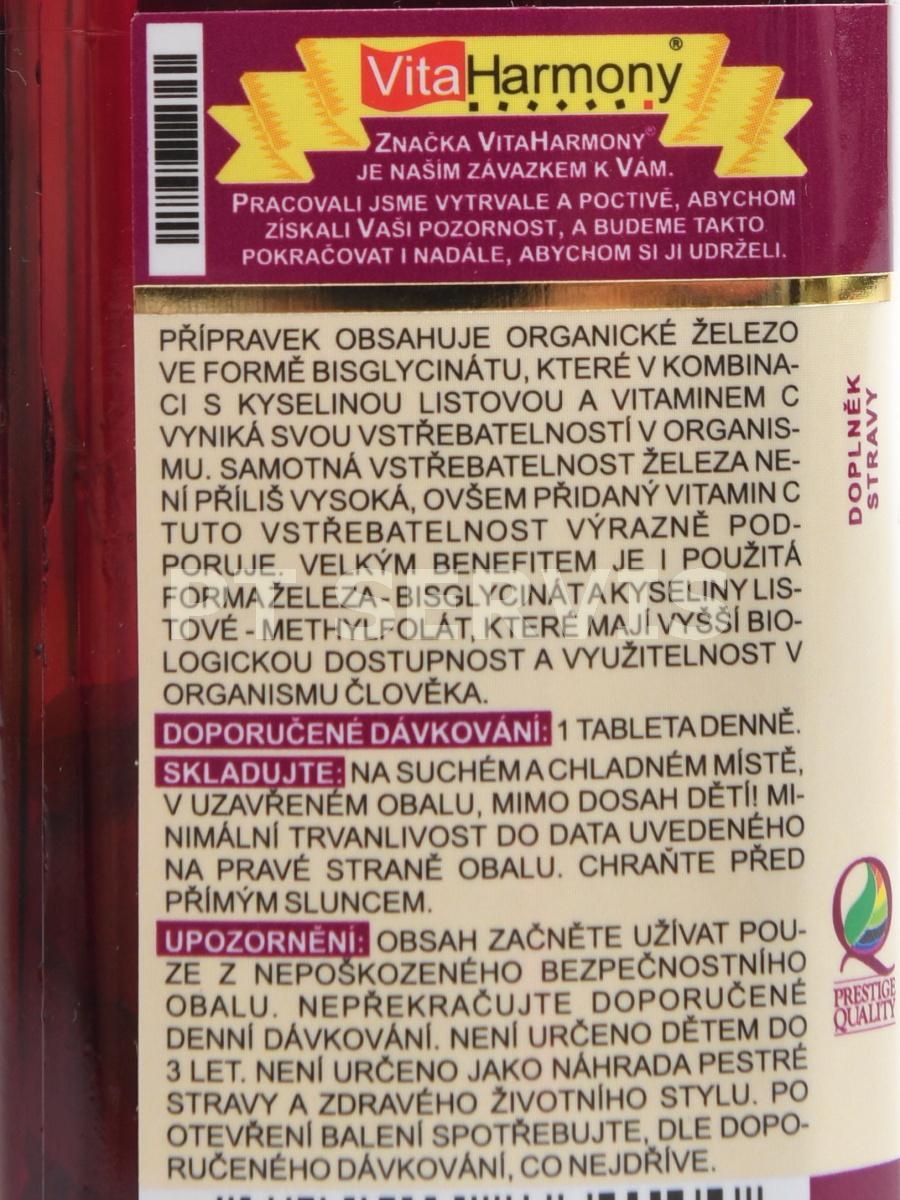 VitaHarmony®
ZNAČKA VITAHARMONY®
JE NAŠÍM ZÁVAZKEM K VÁM.
PRACOVALI JSME VYTRVALE A POCTIVĚ, ABYCHOM
ZÍSKALI VAŠI POZORNOST, A BUDEME TAKTO
POKRAČOVAT I NADÁLE, ABYCHOM SI JI UDRŽELI.
PŘÍPRAVEK OBSAHUJE ORGANICKÉ ŽELEZO
VE FORMĚ BISGLYCINÁTU, KTERÉ V KOMBINA-
CI S KYSELINOU LISTOVOU A VITAMINEM C
VYNIKÁ SVOU VSTŘEBATELNOSTÍ V ORGANIS-
MU. SAMOTNÁ VSTŘEBATELNOST ŽELEZA NE-
NÍ PŘÍLIŠ VYSOKÁ, OVŠEM PŘIDANÝ VITAMIN C
TUTO VSTŘEBATELNOST VÝRAZNĚ POD-
PORUJE. VELKÝM BENEFITEM JE I POUŽITÁ
FORMA ŽELEZA - BISGLYCINÁT A KYSELINY LIS-
TOVÉ - METHYLFOLÁT, KTERÉ MAJÍ VYŠŠÍ BIO-
LOGICKOU DOSTUPNOST A VYUŽITELNOST V
ORGANISMU ČLOVĚKA.
DOPORUČENÉ DÁVKOVÁNÍ: 1 TABLETA DENNĚ.
SKLADUJTE: NA SUCHÉM A CHLADNÉM MÍSTĚ,
V UZAVŘENÉM OBALU, MIMO DOSAH DĚTÍ! MI-
NIMÁLNÍ TRVANLIVOST DO DATA UVEDENÉHO
NA PRAVÉ STRANĚ OBALU. CHRAŇTE PŘED
PŘÍMÝM SLUNCEM.
UPOZORNĚNÍ: OBSAH ZAČNĚTE UŽÍVAT POU-
ZE Z NEPOŠKOZENÉHO BEZPEČNOSTNÍHO
OBALU. NEPŘEKRAČUJTE DOPORUČENÉ
DENNÍ DÁVKOVÁNÍ. NENÍ URČENO DĚTEM DO
3 LET. NENÍ URČENO JAKO NÁHRADA PESTRÉ
STRAVY A ZDRAVÉHO ŽIVOTNÍHO STYLU. PO
OTEVŘENÍ BALENÍ SPOTŘEBUJTE, DLE DOPO-
RUČENÉHO DÁVKOVÁNÍ, CO NEJDŘÍVE.
DOPLNĚK
STRAVY
PRESTIGE
QUALITY